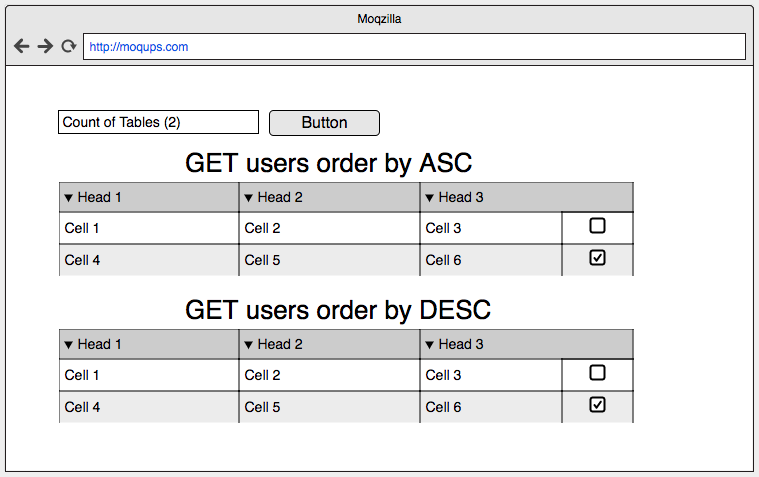 Moqzilla
http://moqups.com
Count of Tables (2) Button
GET users order by ASC
Head 1 Head 2 Head 3
Cell 1 Cell 2 Cell 3
Cell 4 Cell 5 Cell 6
GET users order by DESC
Head 1 Head 2 Head 3
Cell 1 Cell 2 Cell 3
Cell 4 Cell 5 Cell 6